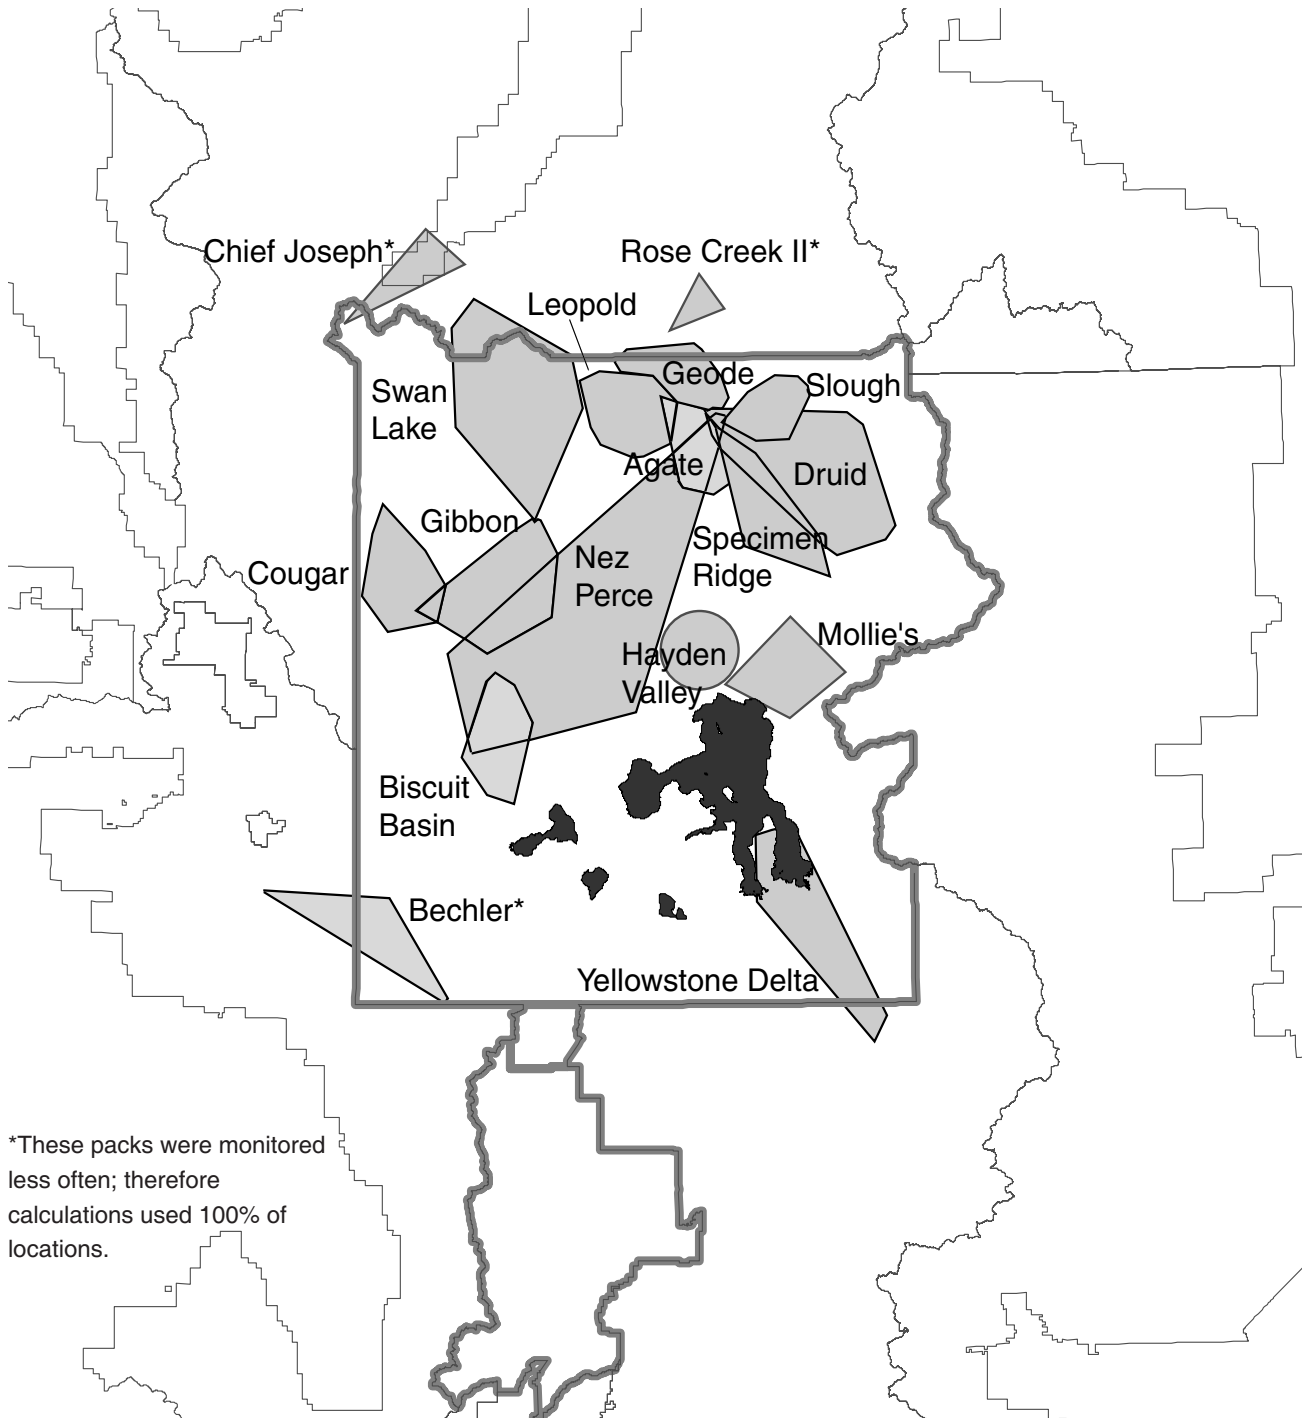 Chief Joseph*
Rose Creek II*
Leopold
Geode
Swan
Lake
Slough
Agate
Druid
Gibbon
Specimen
Ridge
Nez
Perce
Cougar
Mollie's
Hayden
Valley
Biscuit
Basin
Bechler*
Yellowstone Delta
*These packs were monitored
less often; therefore
calculations used 100% of
locations.